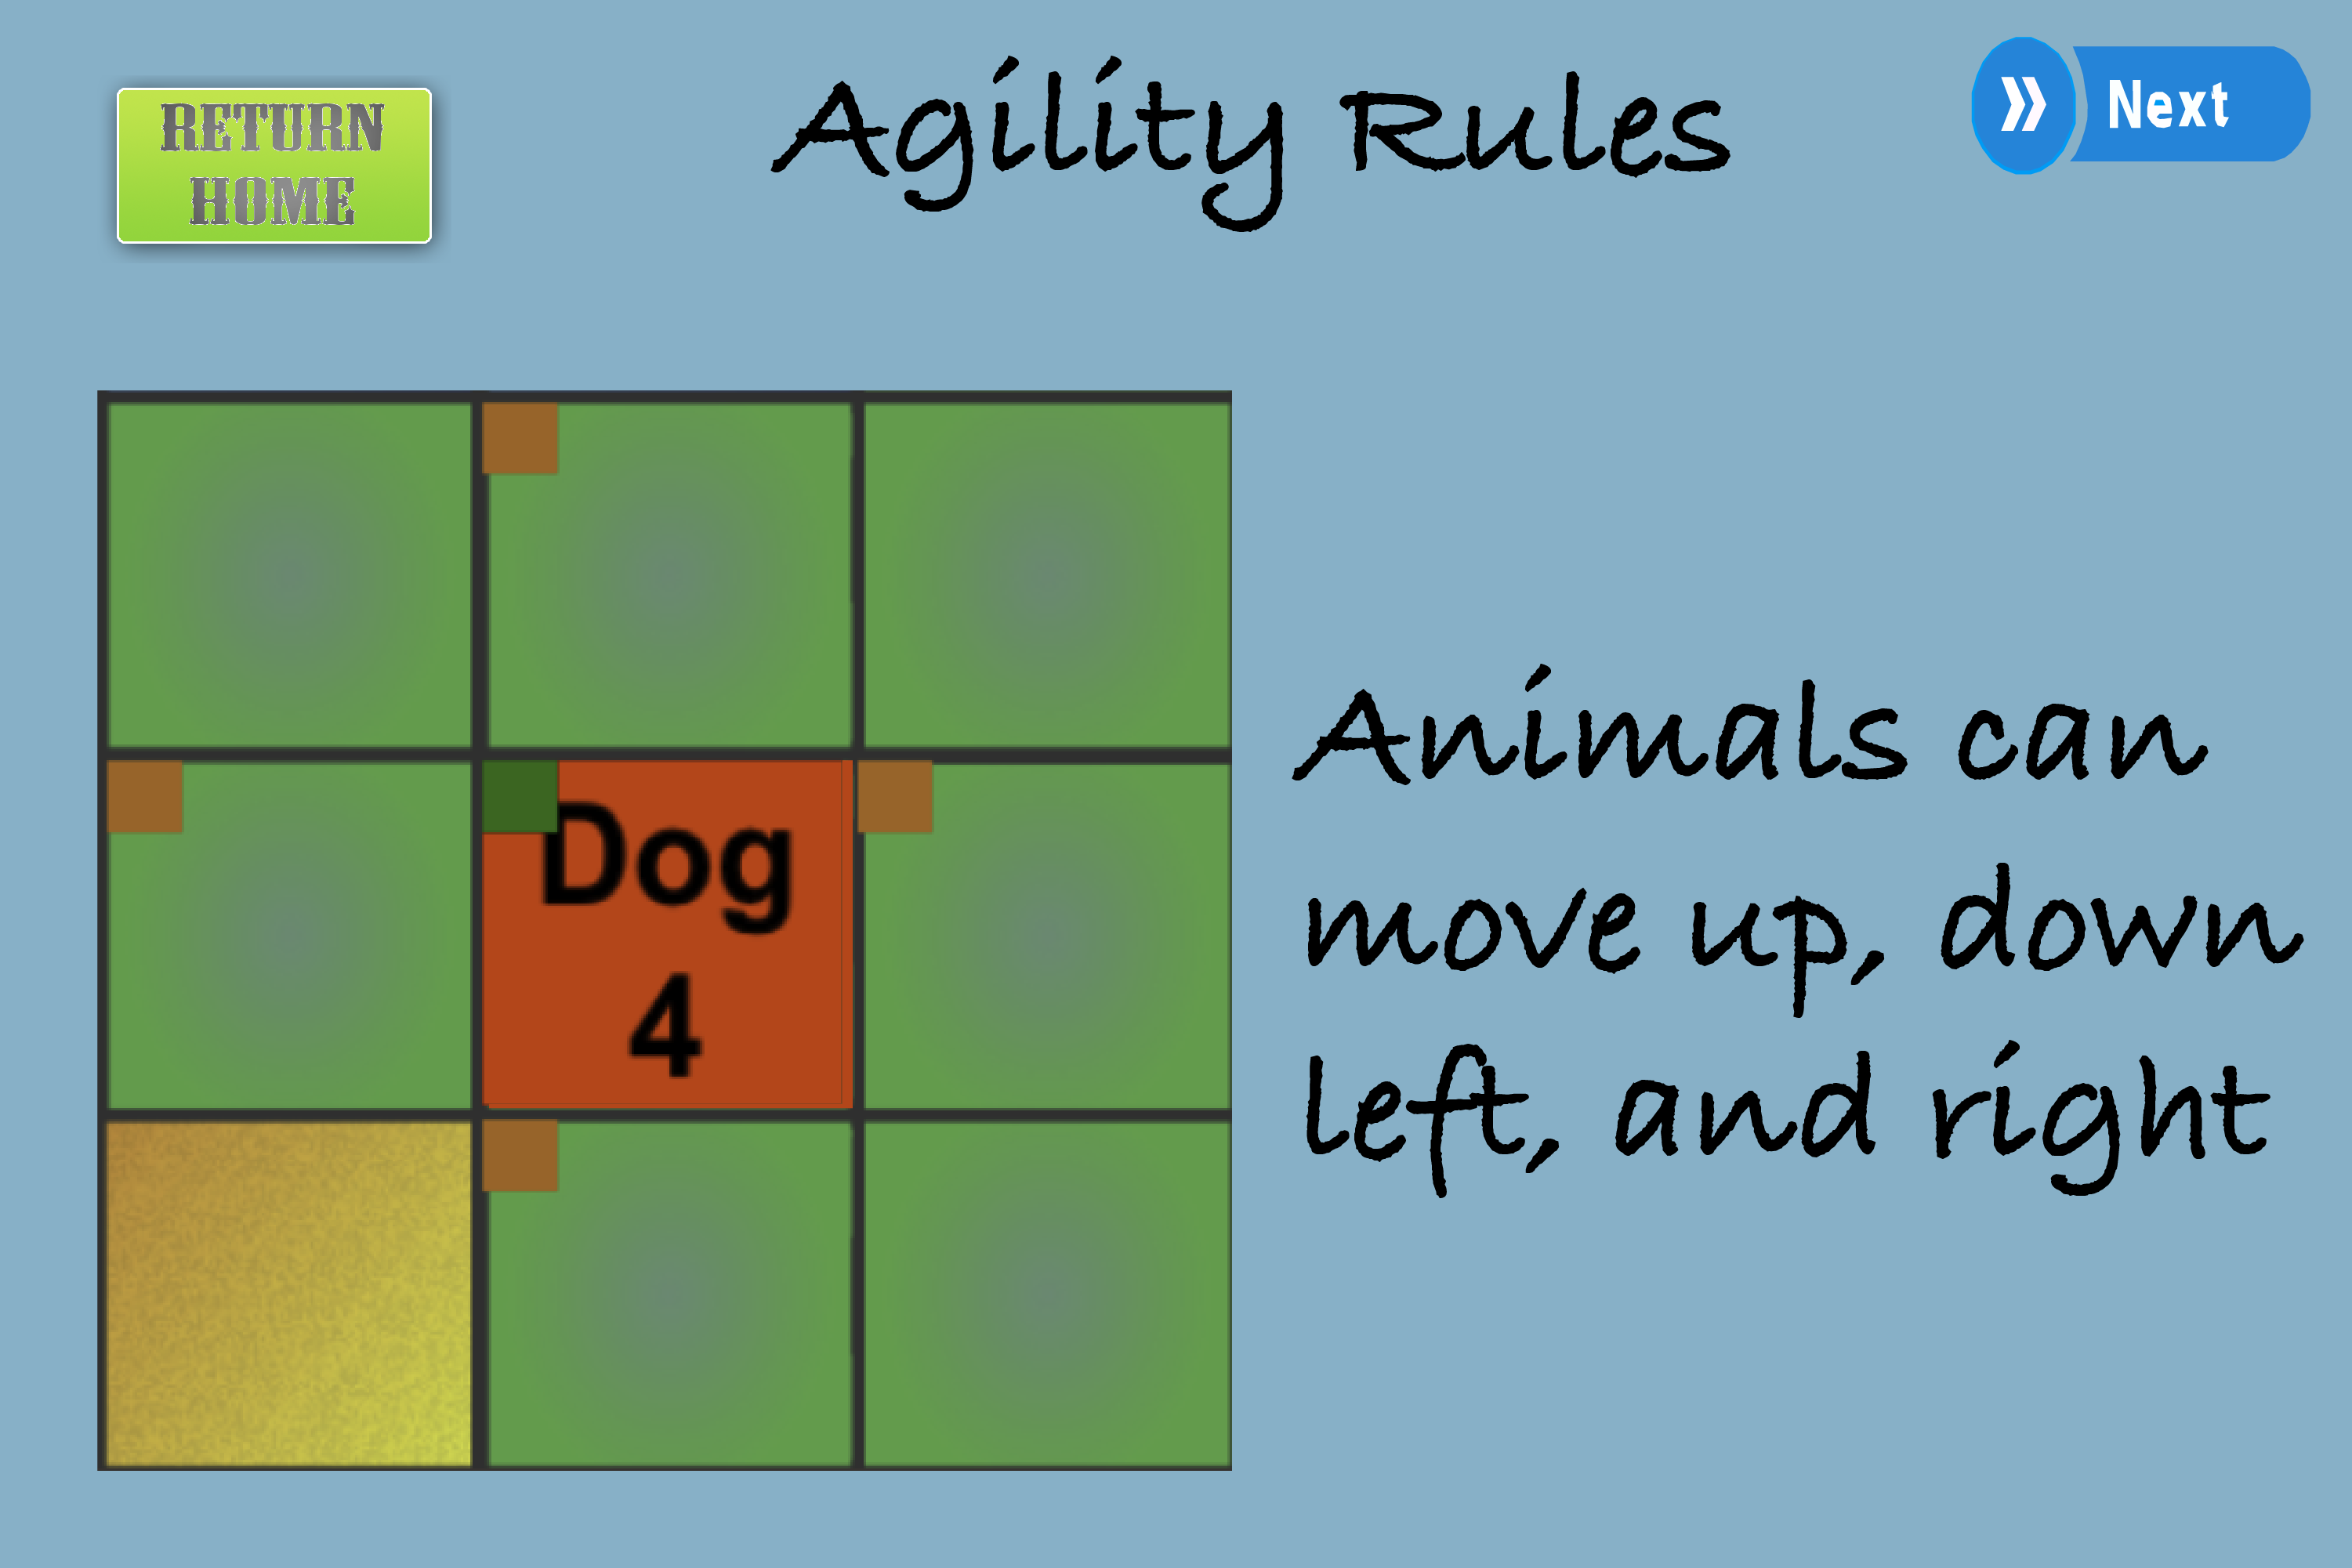 Agility Rules
RETURN
HOME
Next
Dog
4
Animals can
move up, down
left, and right